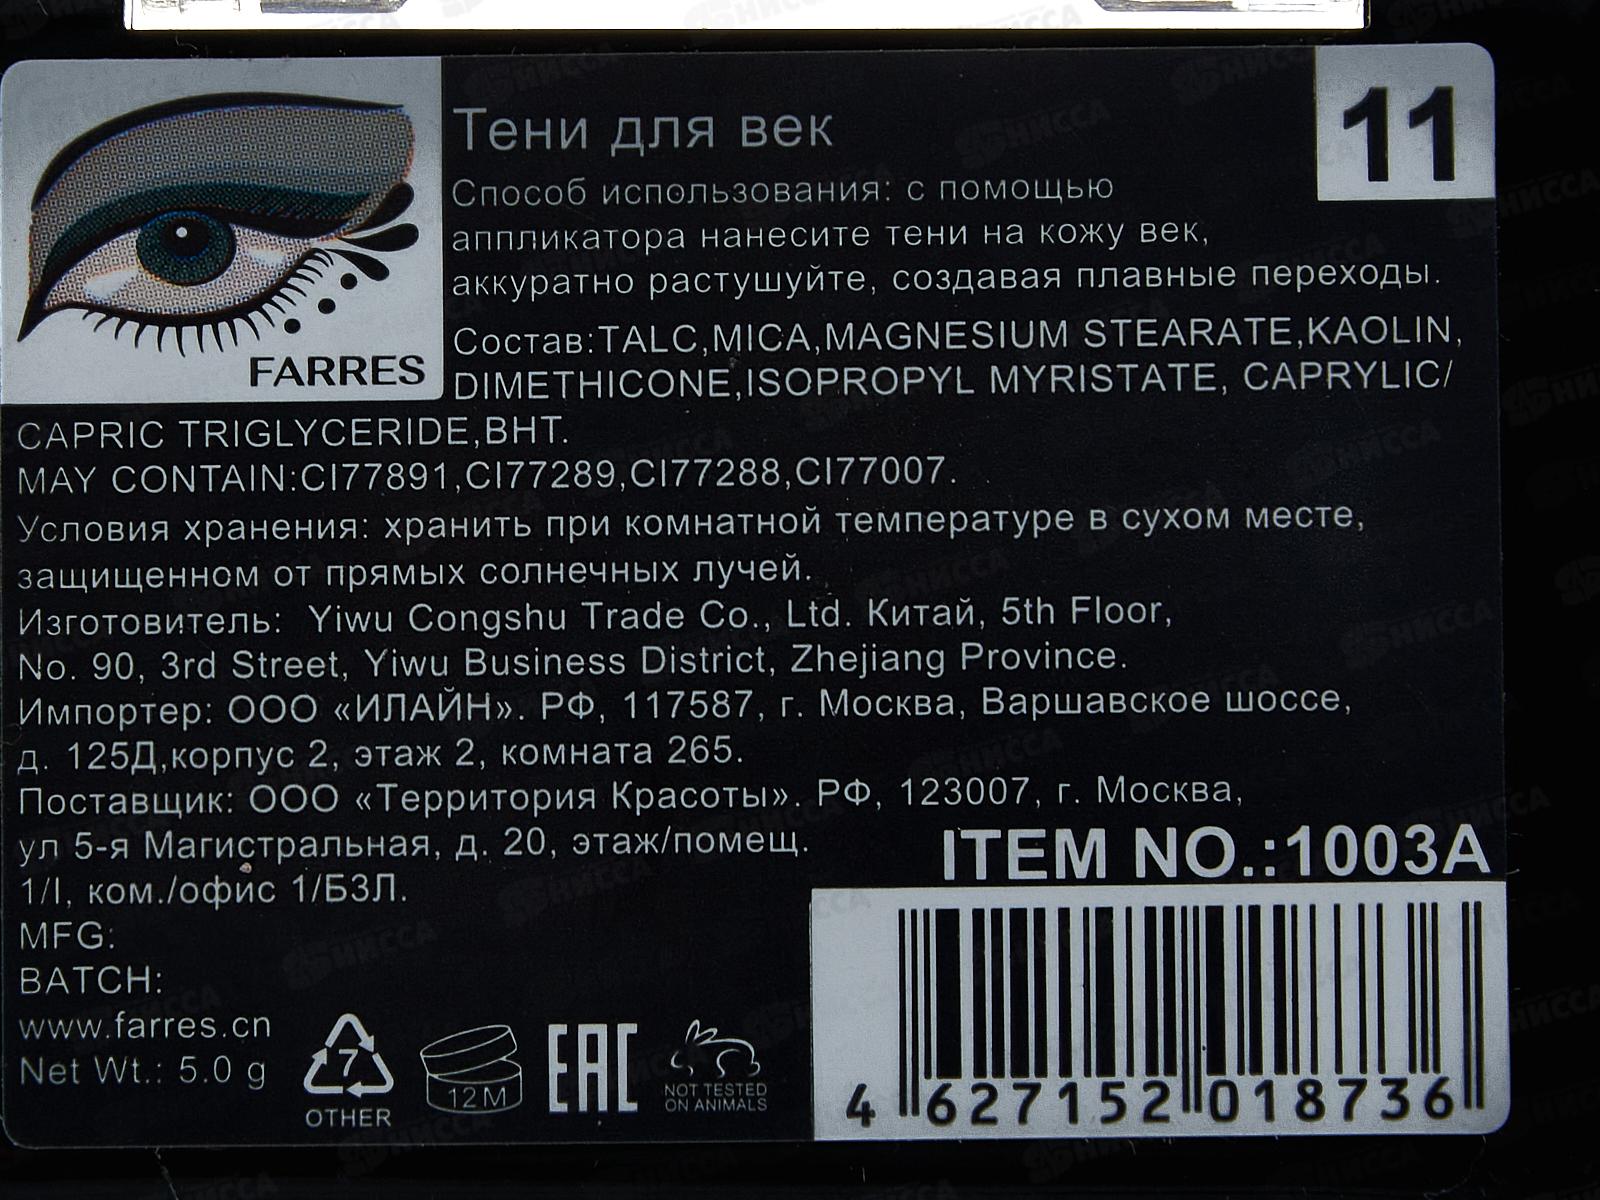 11
Тени для век
Способ использования: с помощью
аппликатора нанесите тени на кожу век,
аккуратно растушуйте, создавая плавные переходы.
FARRES
Состав:TALC,MICA,MAGNESIUM STEARATE,KAOLIN,
DIMETHICONE,ISOPROPYL MYRISTATE, CAPRYLIC/
CAPRIC TRIGLYCERIDE,BHT.
MAY CONTAIN:CI77891,CI77289,CI77288,CI77007.
Условия хранения: хранить при комнатной температуре в сухом месте,
защищенном от прямых солнечных лучей.
Изготовитель: Yiwu Congshu Trade Co., Ltd. Китай, 5th Floor,
No. 90, 3rd Street, Yiwu Business District, Zhejiang Province.
Импортер: ООО «ИЛАЙН». РФ, 117587, г. Москва, Варшавское шоссе,
д. 125Д,корпус 2, этаж 2, комната 265.
Поставщик: ООО «Территория Красоты». РФ, 123007, г. Москва,
ул 5-я Магистральная, д. 20, этаж/помещ.
1/I, ком./офис 1/Б3Л.
ITEM NO.:1003A
MFG:
BATCH:
www.farres.cn
Net Wt.: 5.0 g
7
OTHER
12M
EAC
NOT TESTED
ON ANIMALS
4 627152 018736